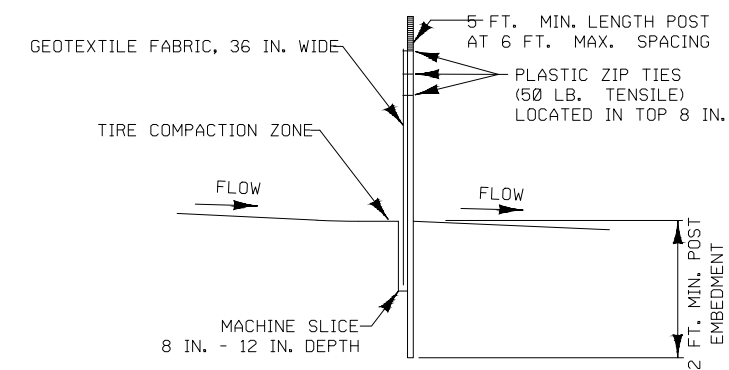 5 FT. MIN. LENGTH POST
AT 6 FT. MAX. SPACING
GEOTEXTILE FABRIC, 36 IN. WIDE
PLASTIC ZIP TIES
(50 LB. TENSILE)
LOCATED IN TOP 8 IN.
TIRE COMPACTION ZONE
FLOW
FLOW
MACHINE SLICE
8 IN. - 12 IN. DEPTH
2 FT. MIN. POST
EMBEDMENT